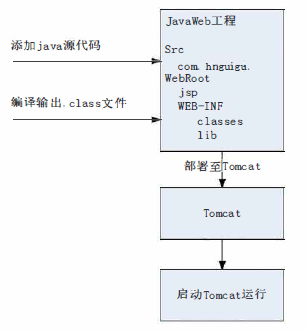 JavaWeb工程
添加java源代码
Src
com.hnguigu.
WebRoot
jsp
WEB-INF
编译输出.class文件
classes
lib
部署至Tomcat
Tomcat
启动Tomcat运行